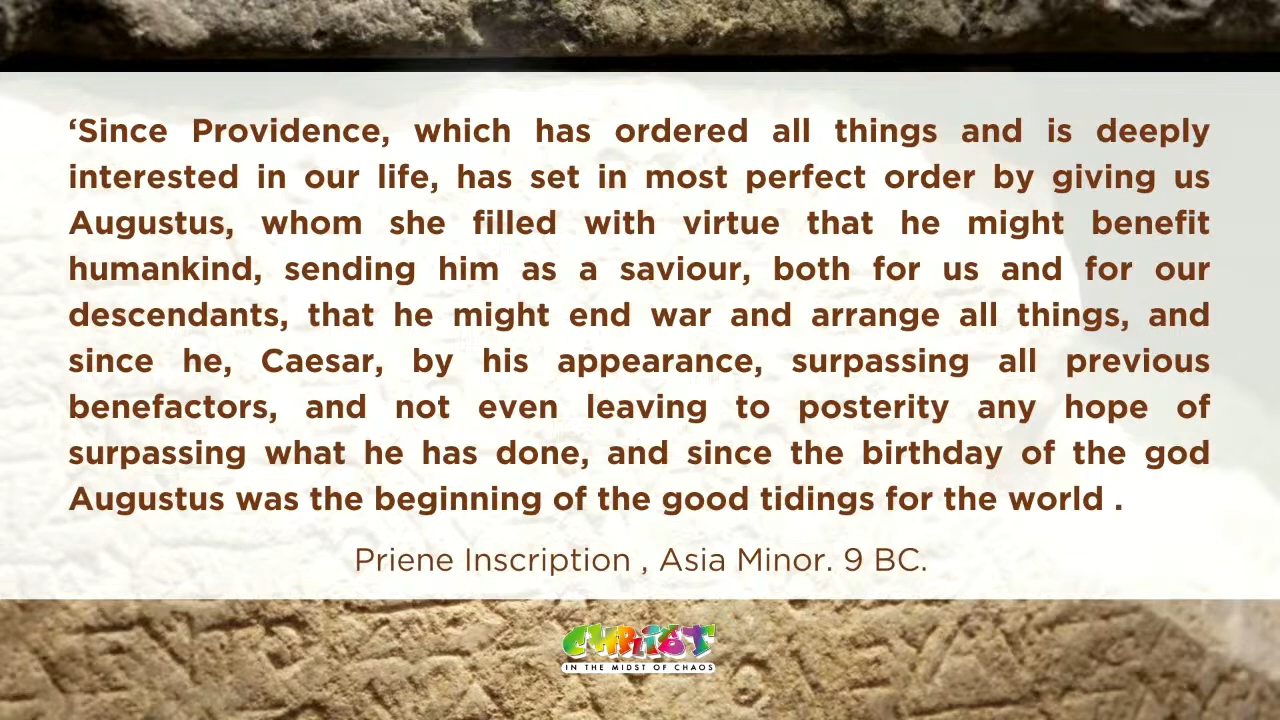 ‘Since Providence, which has ordered all things and is deeply
interested in our life, has set in most perfect order by giving us
Augustus, whom she filled with virtue that he might benefit
humankind, sending him as a saviour, both for us and for our
descendants, that he might end war and arrange all things, and
since he, Caesar, by his appearance, surpassing all previous
benefactors, and not even leaving to posterity any hope of
surpassing what he has done, and since the birthday of the god
Augustus was the beginning of the good tidings for the world .
Priene Inscription , Asia Minor. 9 BC.
CHRIST
IN THE MIDST OF CHAOS